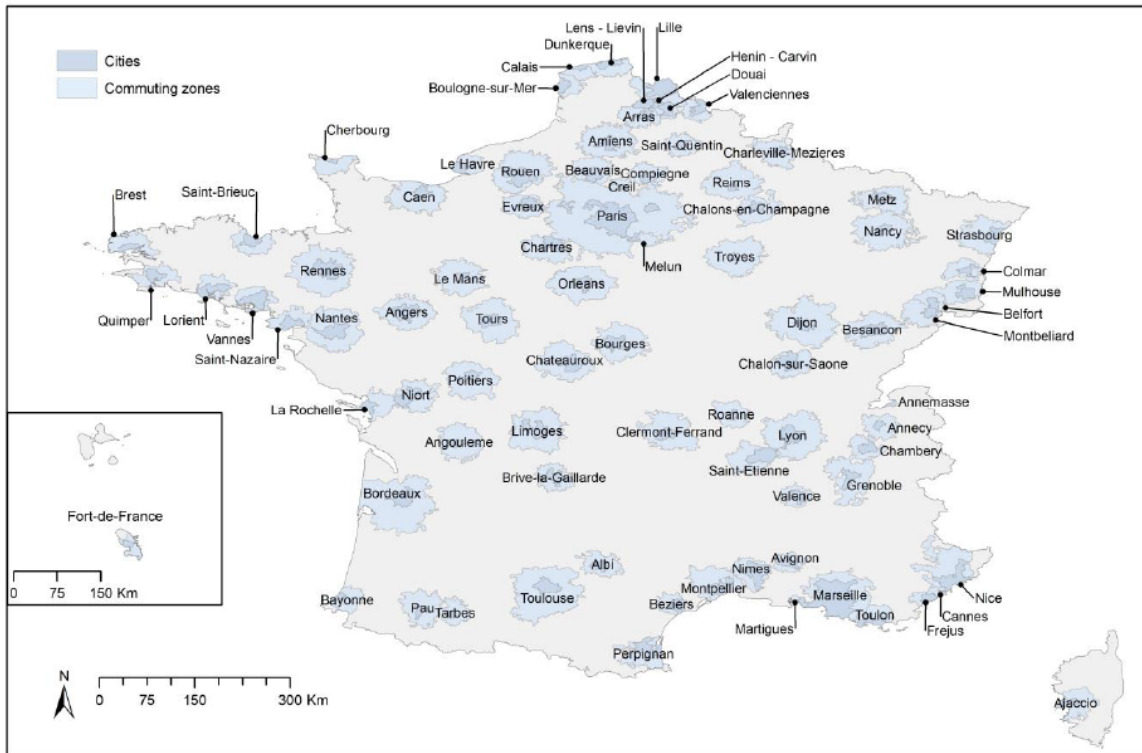 Cities
Commuting zones
Lens - Lievin
Lille
Dunkerque
Henin - Carvin
Calais
Douai
Boulogne-sur-Mer
Valenciennes
Arras
Cherbourg
Amiens
Saint-Quentin
Charleville-Mezieres
Le Havre
Rouen
Beauvais
Compiegne
Creil
Reims
Brest
Saint-Brieuc
Caen
Evreux
Paris
Chalons-en-Champagne
Metz
Nancy
Strasbourg
Chartres
Melun
Troyes
Rennes
Le Mans
Orleans
Colmar
Mulhouse
Quimper
Lorient
Vannes
Saint-Nazaire
Nantes
Angers
Tours
Dijon
Besancon
Belfort
Montbeliard
Bourges
Chateauroux
Chalon-sur-Saone
Poitiers
Niort
La Rochelle
Annemasse
Roanne
Annecy
Angouleme
Limoges
Clermont-Ferrand
Lyon
Chambery
Saint-Etienne
Brive-la-Gaillarde
Grenoble
Bordeaux
Valence
Fort-de-France
0 75 150 Km
Albi
Avignon
Nimes
Bayonne
Pau
Tarbes
Toulouse
Montpellier
Beziers
Marseille
Nice
Cannes
Martigues
Toulon
Frejus
Perpignan
N
0 75 150 300 Km
Ajaccio